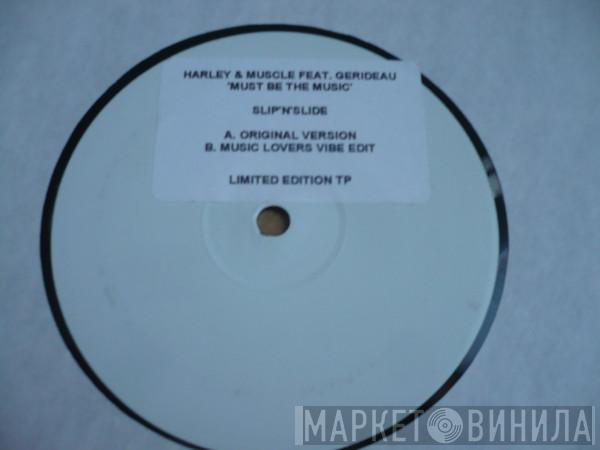 HARLEY & MUSCLE FEAT. GERIDEAU
'MUST BE THE MUSIC'
SLIP'N'SLIDE
A. ORIGINAL VERSION
B. MUSIC LOVERS VIBE EDIT
LIMITED EDITION TP
МАРКЕТ ВИНИЛА